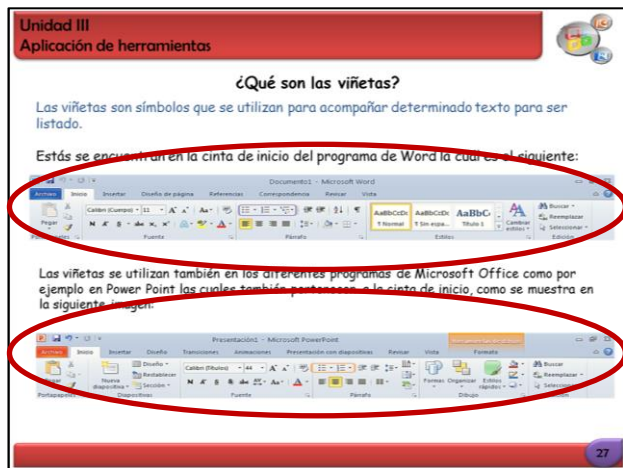 Unidad III
Aplicación de herramientas
¿Qué son las viñetas?
Las viñetas son símbolos que se utilizan para acompañar determinado texto para ser
listado.
Estás se encuentran en la cinta de inicio del programa de Word la cual es el siguiente:
Documento1 - Microsoft Word
Archivo Inicio Insertar Diseño de página Referencias Correspondencia Revisar Vista
Calibri (Cuerpo) 11
Pegar
N K S abc
AaBbCcDc AaBbCcDc AaBbC
¶ Normal ¶ Sin espa... Título 1
Cambiar estilos
Buscar
Reemplazar
Seleccionar
Portapapeles Fuente Párrafo Estilos Edición
Las viñetas se utilizan también en los diferentes programas de Microsoft Office como por
ejemplo en Power Point las cuales también pertenecen a la cinta de inicio, como se muestra en
la siguiente imagen:
Presentación1 - Microsoft PowerPoint
Archivo Inicio Insertar Diseño Transiciones Animaciones Presentación con diapositivas Revisar Vista Formato
Pegar
Nueva diapositiva
Diseño
Restablecer
Sección
Calibri (Títulos) 44
N K S abc
Formas Organizar Estilos rápidos
Buscar
Reemplazar
Seleccionar
Portapapeles Diapositivas Fuente Párrafo Dibujo Edición
27